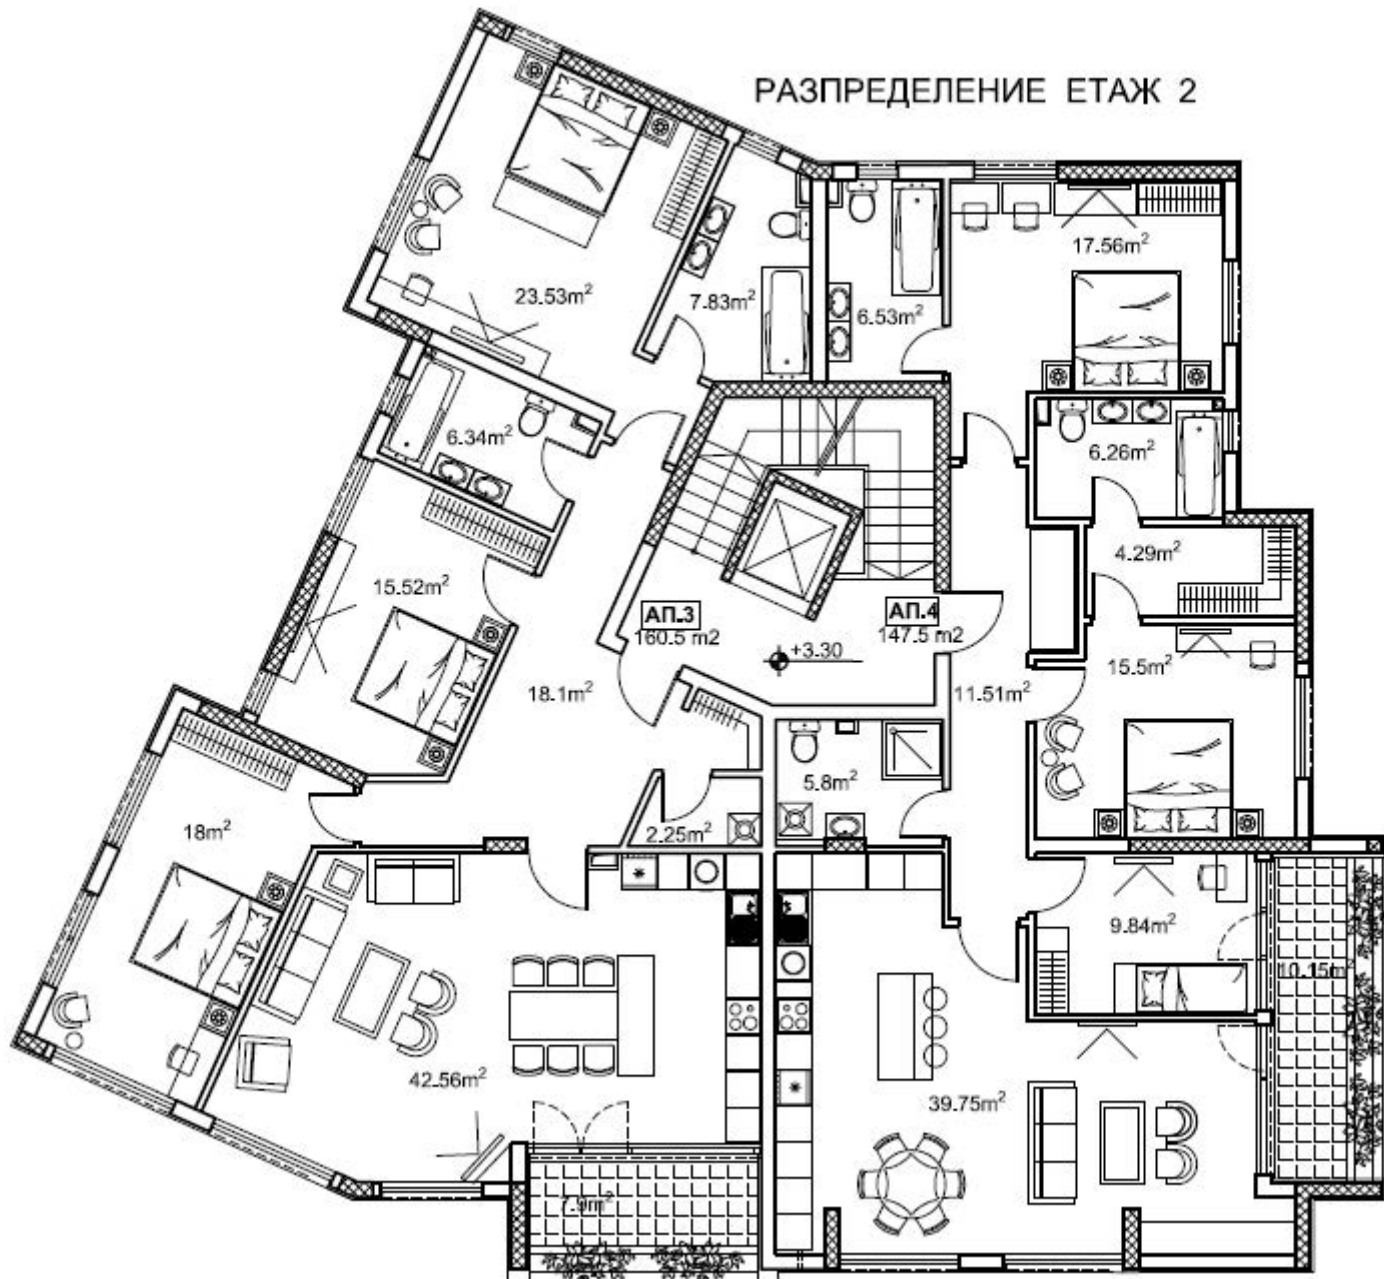 РАЗПРЕДЕЛЕНИЕ ЕТАЖ 2
23.53m²
7.83m²
6.53m²
17.56m²
6.34m²
6.26m²
4.29m²
15.52m²
АП.3
160.5 m2
АП.4
147.5 m2
+3.30
15.5m²
18.1m²
11.51m²
5.8m²
18m²
2.25m²
9.84m²
10.15m²
42.56m²
39.75m²
7.9m²